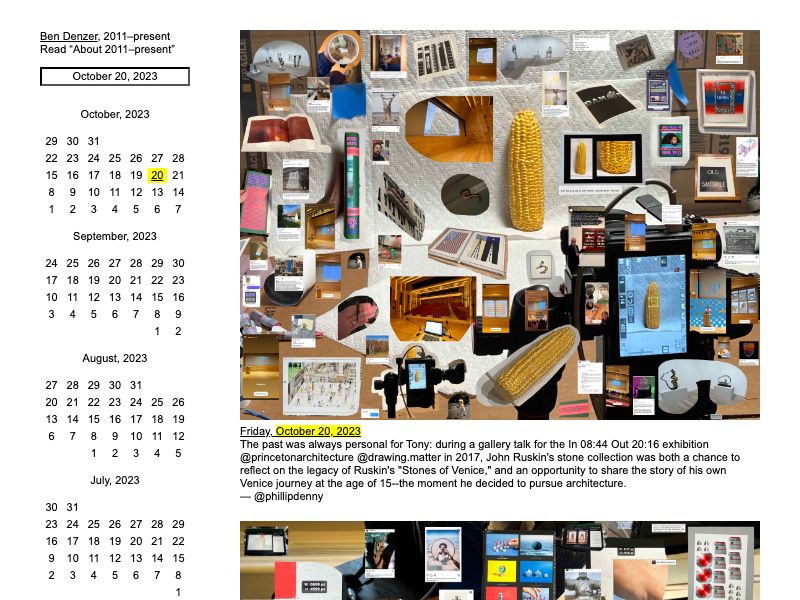 Ben Denzer, 2011–present
Read “About 2011–present”
October 20, 2023
October, 2023
29 30 31
22 23 24 25 26 27 28
15 16 17 18 19 20 21
8 9 10 11 12 13 14
1 2 3 4 5 6 7
September, 2023
24 25 26 27 28 29 30
17 18 19 20 21 22 23
10 11 12 13 14 15 16
3 4 5 6 7 8 9
1 2
August, 2023
27 28 29 30 31
20 21 22 23 24 25 26
13 14 15 16 17 18 19
6 7 8 9 10 11 12
1 2 3 4 5
July, 2023
30 31
23 24 25 26 27 28 29
16 17 18 19 20 21 22
9 10 11 12 13 14 15
2 3 4 5 6 7 8
1
FRAGILE
OLD
Friday, October 20, 2023
The past was always personal for Tony: during a gallery talk for the In 08:44 Out 20:16 exhibition
@princetonarchitecture @drawing.matter in 2017, John Ruskin's stone collection was both a chance to
reflect on the legacy of Ruskin's "Stones of Venice," and an opportunity to share the story of his own
Venice journey at the age of 15--the moment he decided to pursue architecture.
— @phillipdenny